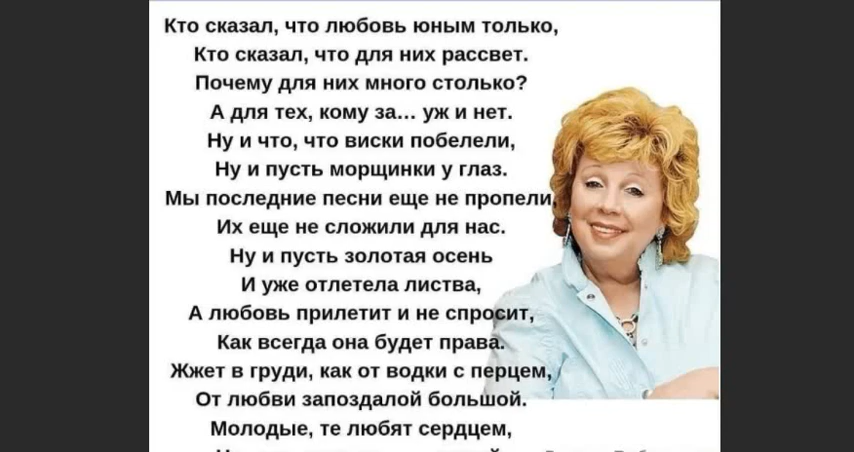 Кто сказал, что любовь юным только,
Кто сказал, что для них рассвет.
Почему для них много столько?
А для тех, кому за... уж и нет.
Ну и что, что виски побелели,
Ну и пусть морщинки у глаз.
Мы последние песни еще не пропели,
Их еще не сложили для нас.
Ну и пусть золотая осень
И уже отлетела листва,
А любовь прилетит и не спросит,
Как всегда она будет права.
Жжет в груди, как от водки с перцем,
От любви запоздалой большой.
Молодые, те любят сердцем,